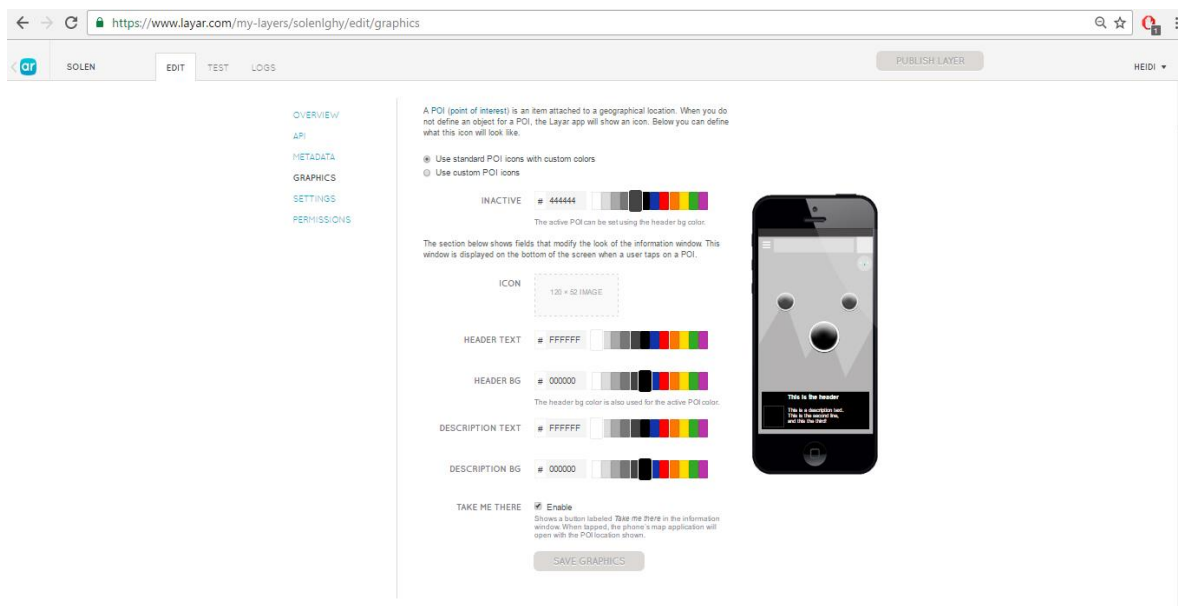 https://www.layar.com/my-layers/solenlghy/edit/graphics
1
ar SOLEN EDIT TEST LOGS PUBLISH LAYER HEIDI
OVERVIEW
API
METADATA
GRAPHICS
SETTINGS
PERMISSIONS
A POI (point of interest) is an item attached to a geographical location. When you do
not define an object for a POI, the Layar app will show an icon. Below you can define
what this icon will look like.
Use standard POI icons with custom colors
Use custom POI icons
INACTIVE # 444444
The active POI can be set using the header bg color.
The section below shows fields that modify the look of the information window. This
window is displayed on the bottom of the screen when a user taps on a POI.
ICON
120 × 52 IMAGE
HEADER TEXT # FFFFFF
HEADER BG # 000000
The header bg color is also used for the active POI color.
DESCRIPTION TEXT # FFFFFF
DESCRIPTION BG # 000000
TAKE ME THERE Enable
Shows a button labeled Take me there in the information
window. When tapped, the phone's map application will
open with the POI location shown.
SAVE GRAPHICS
This is the header
This is a description text.
This is the second line,
and this the third!